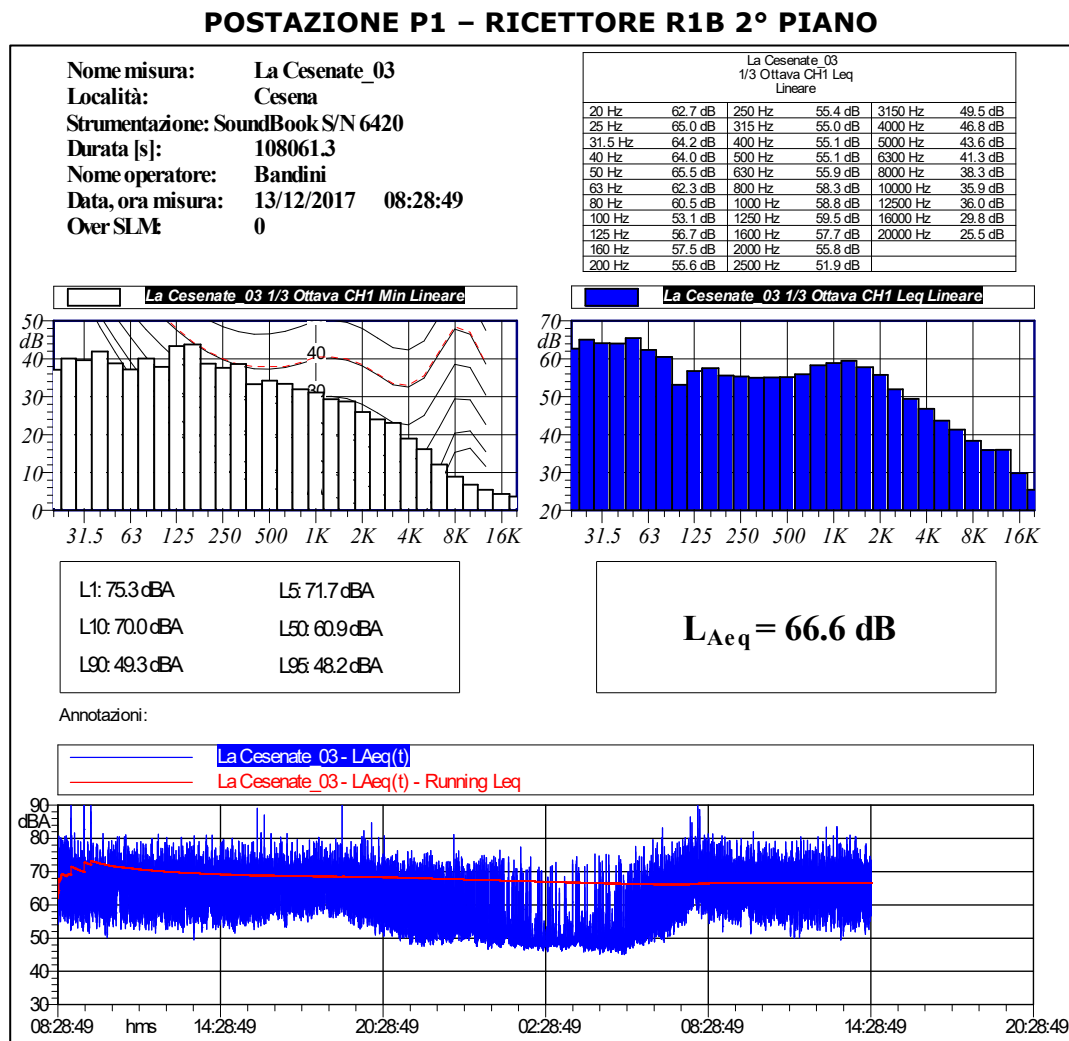 POSTAZIONE P1 – RICETTORE R1B 2° PIANO
Nome misura: La Cesenate_03
Località: Cesena
Strumentazione: SoundBook S/N 6420
Durata [s]: 108061.3
Nome operatore: Bandini
Data, ora misura: 13/12/2017 08:28:49
Over SLM: 0
La Cesenate_03
1/3 Ottava CH1 Leq
Lineare
20 Hz 62.7 dB 250 Hz 55.4 dB 3150 Hz 49.5 dB
25 Hz 65.0 dB 315 Hz 55.0 dB 4000 Hz 46.8 dB
31.5 Hz 64.2 dB 400 Hz 55.1 dB 5000 Hz 43.6 dB
40 Hz 64.0 dB 500 Hz 55.1 dB 6300 Hz 41.3 dB
50 Hz 65.5 dB 630 Hz 55.9 dB 8000 Hz 38.3 dB
63 Hz 62.3 dB 800 Hz 58.3 dB 10000 Hz 35.9 dB
80 Hz 60.5 dB 1000 Hz 58.8 dB 12500 Hz 36.0 dB
100 Hz 53.1 dB 1250 Hz 59.5 dB 16000 Hz 29.8 dB
125 Hz 56.7 dB 1600 Hz 57.7 dB 20000 Hz 25.5 dB
160 Hz 57.5 dB 2000 Hz 55.8 dB
200 Hz 55.6 dB 2500 Hz 51.9 dB
La Cesenate_03 1/3 Ottava CH1 Min Lineare
50
dB
40
30
20
10
0
40
20
31.5 63 125 250 500 1K 2K 4K 8K 16K
La Cesenate_03 1/3 Ottava CH1 Leq Lineare
70
dB
60
50
40
30
20
31.5 63 125 250 500 1K 2K 4K 8K 16K
L1: 75.3 dBA L5: 71.7 dBA
L10: 70.0 dBA L50: 60.9 dBA
L90: 49.3 dBA L95: 48.2 dBA
LAeq = 66.6 dB
Annotazioni:
La Cesenate_03 - LAeq(t)
La Cesenate_03 - LAeq(t) - Running Leq
90
dBA
80
70
60
50
40
30
08:28:49 hms 14:28:49 20:28:49 02:28:49 08:28:49 14:28:49 20:28:49